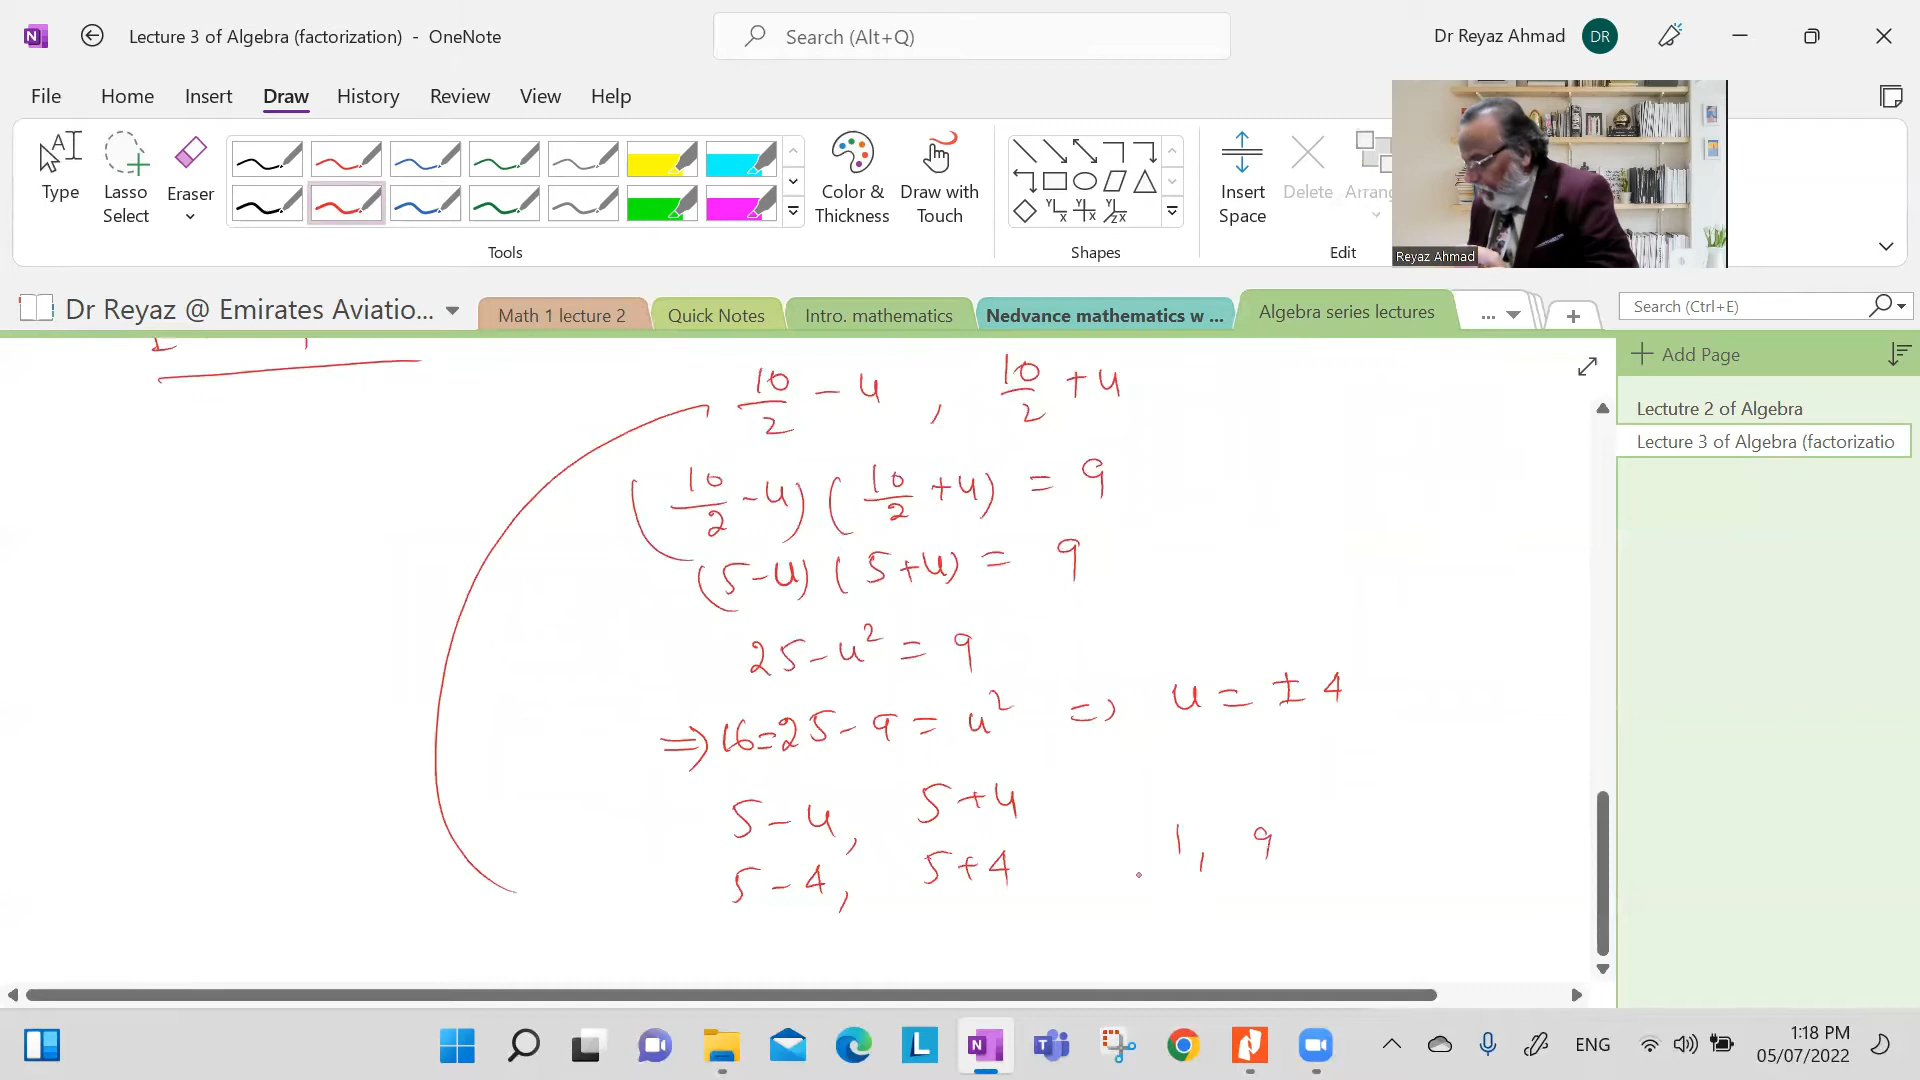 Lecture 3 of Algebra (factorization) - OneNote
Search (Alt+Q)
Dr Reyaz Ahmad
DR
File Home Insert Draw History Review View Help
Type
Lasso Select
Eraser
Color & Thickness
Draw with Touch
Insert Space
Delete
Arrang
Tools
Shapes
Edit
Reyaz Ahmad
Dr Reyaz @ Emirates Aviatio...
Math 1 lecture 2
Quick Notes
Intro. mathematics
Nedvance mathematics w ...
Algebra series lectures
...
Search (Ctrl+E)
Add Page
Lectutre 2 of Algebra
Lecture 3 of Algebra (factorizatio
10/2 - u , 10/2 + u
(10/2 - u) (10/2 + u) = 9
(5-u) (5+u) = 9
25 - u² = 9
⇒ 16 = 25 - 9 = u² ⇒ u = ± 4
5 - u, 5 + u
5 - 4, 5 + 4 1, 9
ENG
1:18 PM
05/07/2022